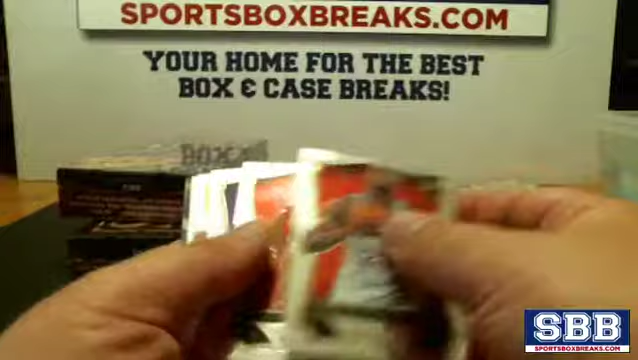 SPORTSBOXBREAKS.COM
YOUR HOME FOR THE BEST
BOX & CASE BREAKS!
SBB
SPORTSBOXBREAKS.COM